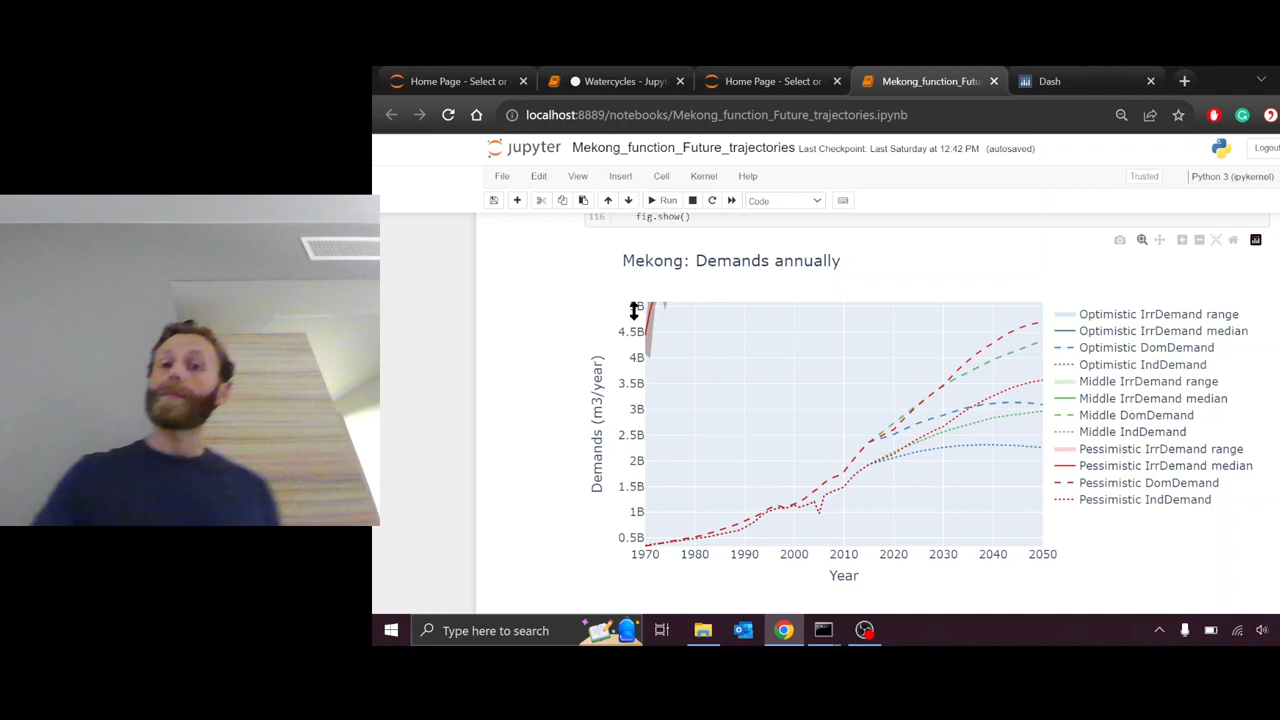 Home Page - Select or
Watercycles - Jupyt
Home Page - Select or
Mekong_function_Futu
Dash
localhost:8889/notebooks/Mekong_function_Future_trajectories.ipynb
jupyter Mekong_function_Future_trajectories Last Checkpoint: Last Saturday at 12:42 PM (autosaved)
Logout
File Edit View Insert Cell Kernel Help
Trusted
Python 3 (ipykernel)
Run
Code
116 fig.show()
Mekong: Demands annually
Demands (m3/year)
4.5B
4B
3.5B
3B
2.5B
2B
1.5B
1B
0.5B
1970 1980 1990 2000 2010 2020 2030 2040 2050
Year
Optimistic IrrDemand range
Optimistic IrrDemand median
Optimistic DomDemand
Optimistic IndDemand
Middle IrrDemand range
Middle IrrDemand median
Middle DomDemand
Middle IndDemand
Pessimistic IrrDemand range
Pessimistic IrrDemand median
Pessimistic DomDemand
Pessimistic IndDemand
Type here to search